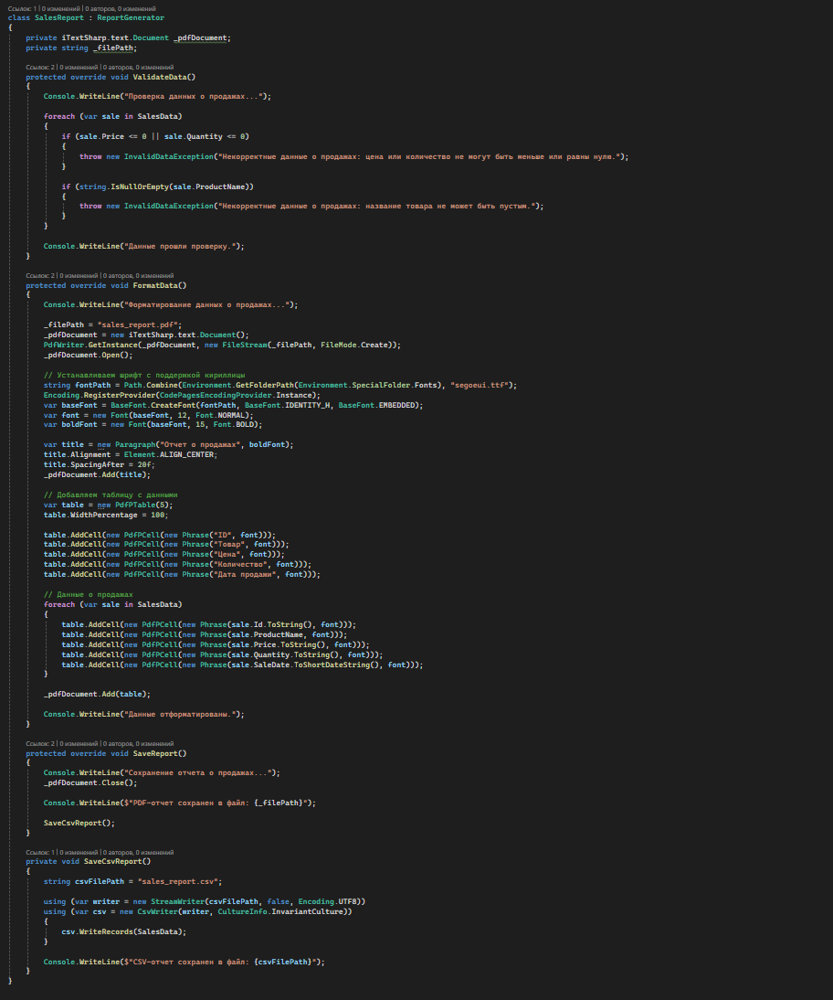 Ссылок: 1 | 0 изменений | 0 авторов, 0 изменений
class SalesReport : ReportGenerator
{
    private iTextSharp.text.Document _pdfDocument;
    private string _filePath;

    Ссылок: 2 | 0 изменений | 0 авторов, 0 изменений
    protected override void ValidateData()
    {
        Console.WriteLine("Проверка данных о продажах...");

        foreach (var sale in SalesData)
        {
            if (sale.Price <= 0 || sale.Quantity <= 0)
            {
                throw new InvalidDataException("Некорректные данные о продажах: цена или количество не могут быть меньше или равны нулю.");
            }

            if (string.IsNullOrEmpty(sale.ProductName))
            {
                throw new InvalidDataException("Некорректные данные о продажах: название товара не может быть пустым.");
            }
        }

        Console.WriteLine("Данные прошли проверку.");
    }

    Ссылок: 2 | 0 изменений | 0 авторов, 0 изменений
    protected override void FormatData()
    {
        Console.WriteLine("Форматирование данных о продажах...");

        _filePath = "sales_report.pdf";
        _pdfDocument = new iTextSharp.text.Document();
        PdfWriter.GetInstance(_pdfDocument, new FileStream(_filePath, FileMode.Create));
        _pdfDocument.Open();

        // Устанавливаем шрифт с поддержкой кириллицы
        string fontPath = Path.Combine(Environment.GetFolderPath(Environment.SpecialFolder.Fonts), "segoeui.ttf");
        Encoding.RegisterProvider(CodePagesEncodingProvider.Instance);
        var baseFont = BaseFont.CreateFont(fontPath, BaseFont.IDENTITY_H, BaseFont.EMBEDDED);
        var font = new Font(baseFont, 12, Font.NORMAL);
        var boldFont = new Font(baseFont, 15, Font.BOLD);

        var title = new Paragraph("Отчет о продажах", boldFont);
        title.Alignment = Element.ALIGN_CENTER;
        title.SpacingAfter = 20f;
        _pdfDocument.Add(title);

        // Добавляем таблицу с данными
        var table = new PdfPTable(5);
        table.WidthPercentage = 100;

        table.AddCell(new PdfPCell(new Phrase("ID", font)));
        table.AddCell(new PdfPCell(new Phrase("Товар", font)));
        table.AddCell(new PdfPCell(new Phrase("Цена", font)));
        table.AddCell(new PdfPCell(new Phrase("Количество", font)));
        table.AddCell(new PdfPCell(new Phrase("Дата продажи", font)));

        // Данные о продажах
        foreach (var sale in SalesData)
        {
            table.AddCell(new PdfPCell(new Phrase(sale.Id.ToString(), font)));
            table.AddCell(new PdfPCell(new Phrase(sale.ProductName, font)));
            table.AddCell(new PdfPCell(new Phrase(sale.Price.ToString(), font)));
            table.AddCell(new PdfPCell(new Phrase(sale.Quantity.ToString(), font)));
            table.AddCell(new PdfPCell(new Phrase(sale.SaleDate.ToShortDateString(), font)));
        }

        _pdfDocument.Add(table);

        Console.WriteLine("Данные отформатированы.");
    }

    Ссылок: 2 | 0 изменений | 0 авторов, 0 изменений
    protected override void SaveReport()
    {
        Console.WriteLine("Сохранение отчета о продажах...");
        _pdfDocument.Close();

        Console.WriteLine($"PDF-отчет сохранен в файл: {_filePath}");

        SaveCsvReport();
    }

    Ссылок: 1 | 0 изменений | 0 авторов, 0 изменений
    private void SaveCsvReport()
    {
        string csvFilePath = "sales_report.csv";

        using (var writer = new StreamWriter(csvFilePath, false, Encoding.UTF8))
        using (var csv = new CsvWriter(writer, CultureInfo.InvariantCulture))
        {
            csv.WriteRecords(SalesData);
        }

        Console.WriteLine($"CSV-отчет сохранен в файл: {csvFilePath}");
    }
}